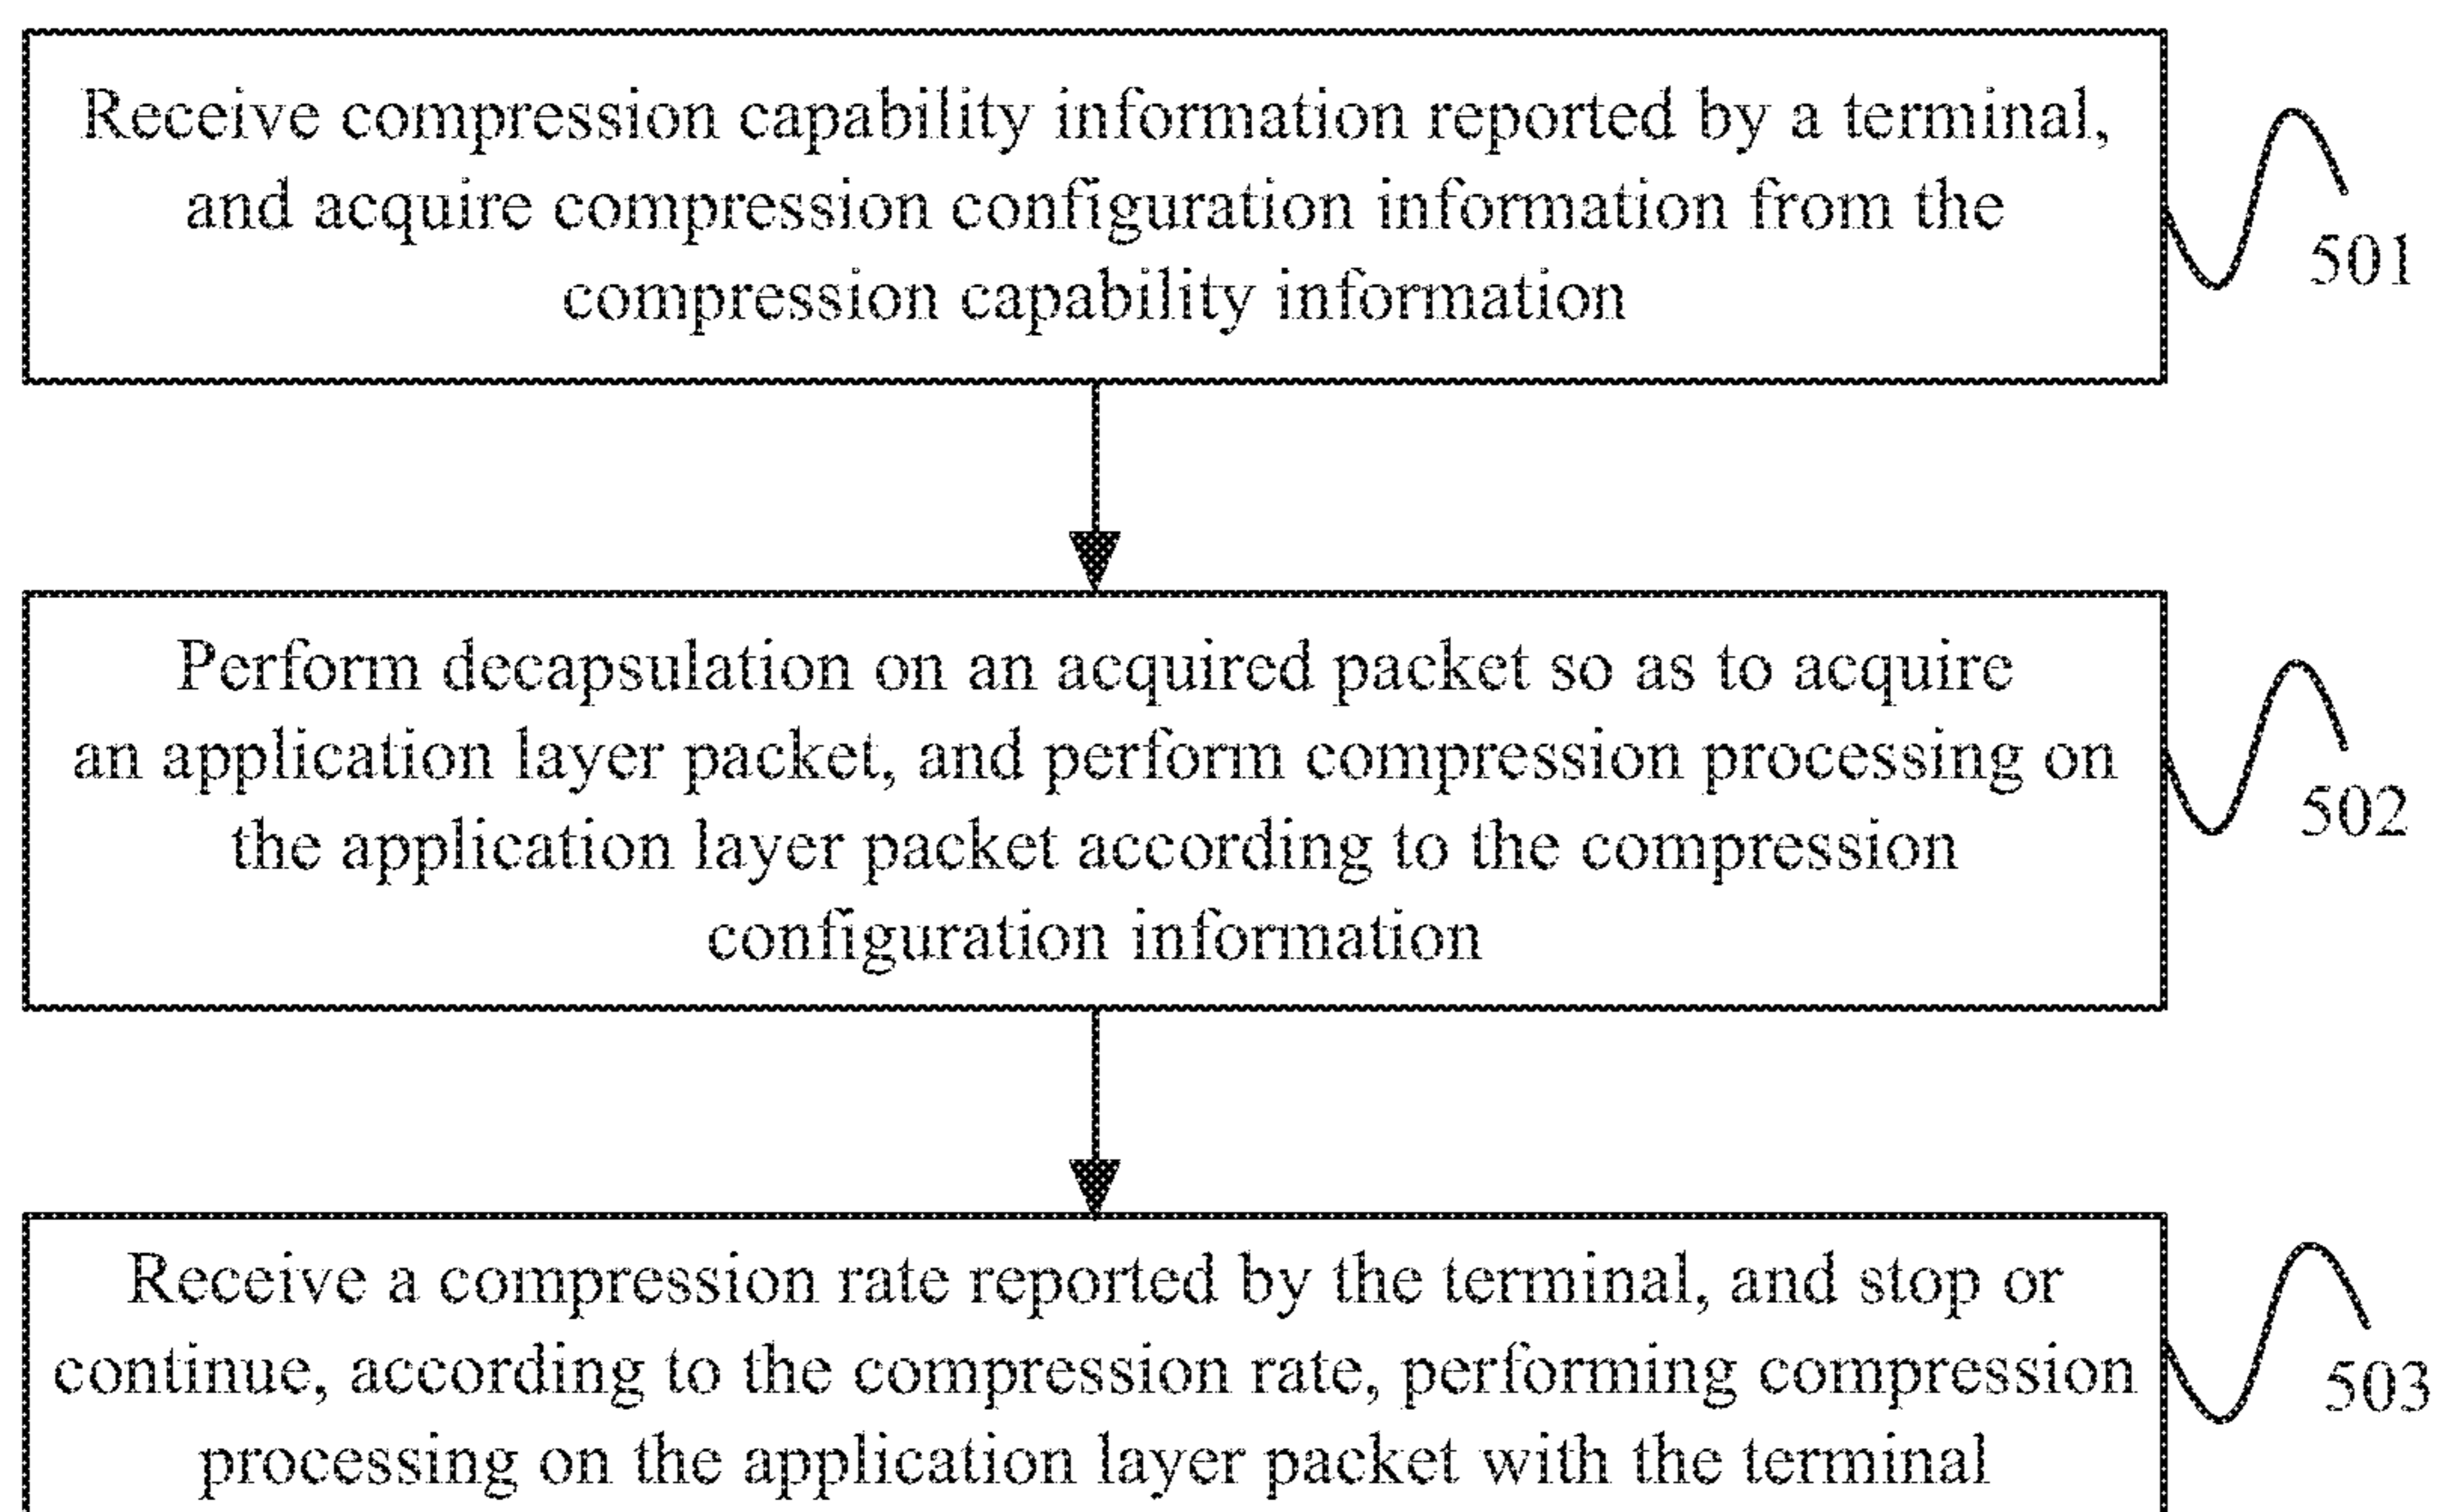 Receive compression capability information reported by a terminal,
and acquire compression configuration information from the
compression capability information
501
Perform decapsulation on an acquired packet so as to acquire
an application layer packet, and perform compression processing on
the application layer packet according to the compression
configuration information
502
Receive a compression rate reported by the terminal, and stop or
continue, according to the compression rate, performing compression
processing on the application layer packet with the terminal
503